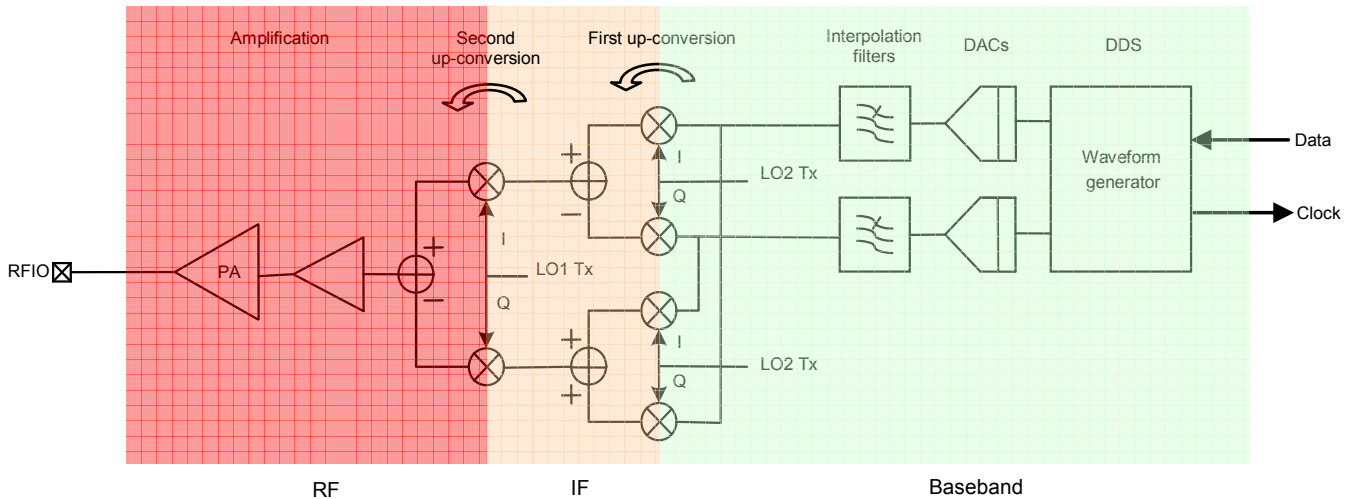 Amplification
Second
up-conversion
First up-conversion
Interpolation
filters
DACs
DDS
I
LO2 Tx
Q
Waveform
generator
Data
Clock
+
−
RFIO
PA
+
−
I
LO1 Tx
Q
+
+
I
LO2 Tx
Q
RF
IF
Baseband